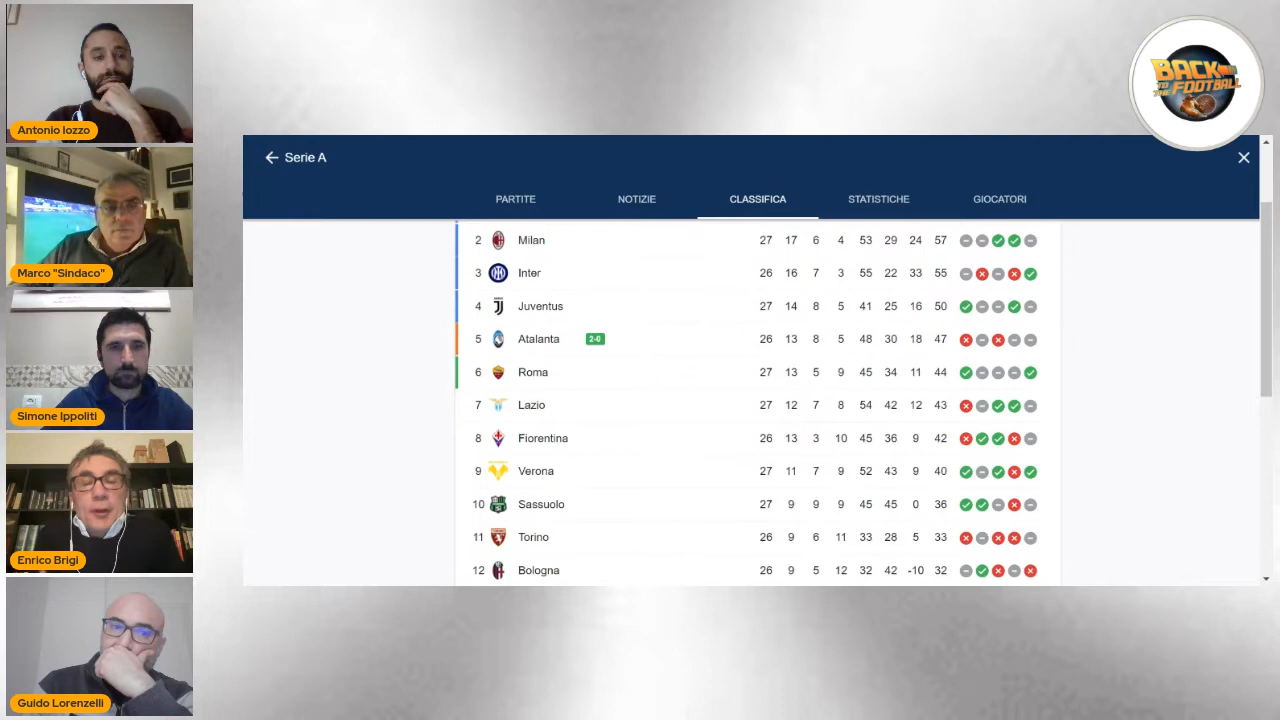 Antonio Iozzo
Marco "Sindaco"
Simone Ippoliti
Enrico Brigi
Guido Lorenzelli
BACK
TO THE FOOTBALL
Serie A
PARTITE NOTIZIE CLASSIFICA STATISTICHE GIOCATORI
2 Milan 27 17 6 4 53 29 24 57
3 Inter 26 16 7 3 55 22 33 55
4 Juventus 27 14 8 5 41 25 16 50
5 Atalanta 2-0 26 13 8 5 48 30 18 47
6 Roma 27 13 5 9 45 34 11 44
7 Lazio 27 12 7 8 54 42 12 43
8 Fiorentina 26 13 3 10 45 36 9 42
9 Verona 27 11 7 9 52 43 9 40
10 Sassuolo 27 9 9 9 45 45 0 36
11 Torino 26 9 6 11 33 28 5 33
12 Bologna 26 9 5 12 32 42 -10 32